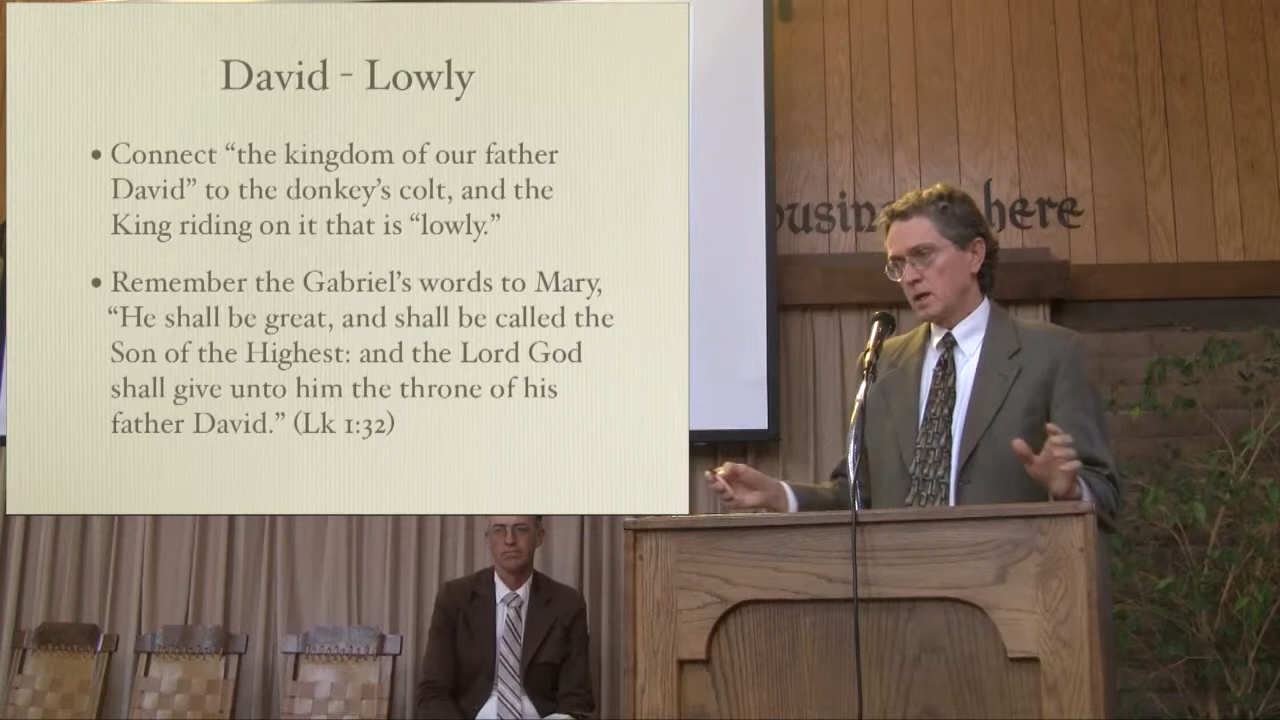 David - Lowly
• Connect “the kingdom of our father
David” to the donkey’s colt, and the
King riding on it that is “lowly.”
• Remember the Gabriel’s words to Mary,
“He shall be great, and shall be called the
Son of the Highest: and the Lord God
shall give unto him the throne of his
father David.” (Lk 1:32)
here